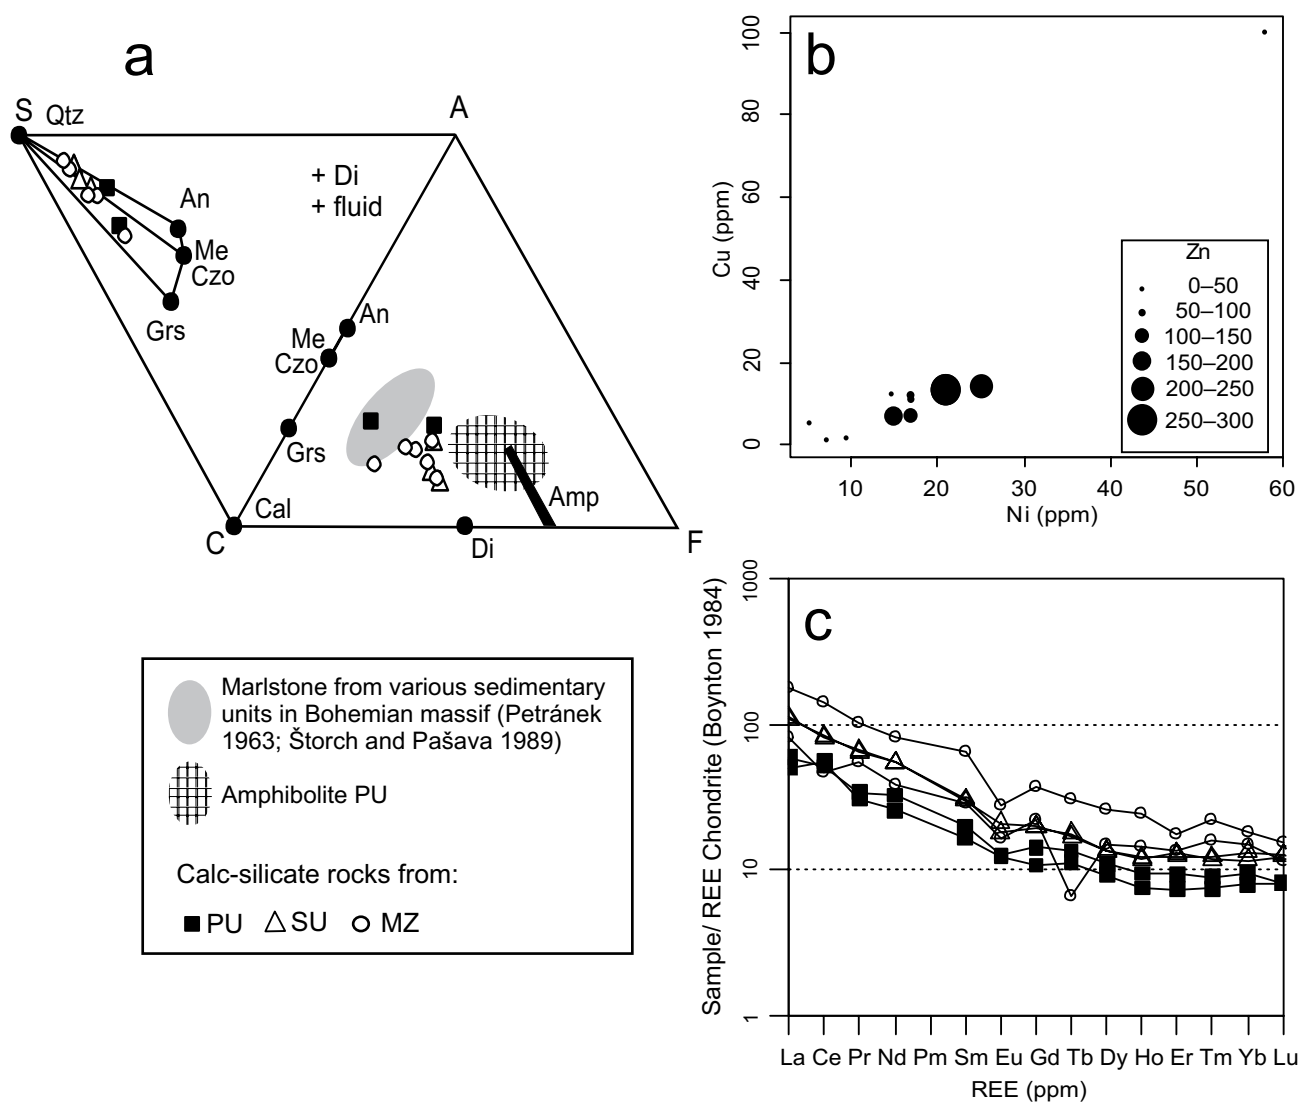 a
S
Qtz
A
+ Di
+ fluid
An
Me
Czo
Grs
An
Me
Czo
Grs
Cal
C
Amp
Di
F
Marlstone from various sedimentary
units in Bohemian massif (Petránek
1963; Štorch and Pašava 1989)
Amphibolite PU
Calc-silicate rocks from:
PU SU MZ
b
Cu (ppm)
100
80
60
40
20
0
Zn
0–50
50–100
100–150
150–200
200–250
250–300
10 20 30 40 50 60
Ni (ppm)
c
Sample/ REE Chondrite (Boynton 1984)
1000
100
10
1
La Ce Pr Nd Pm Sm Eu Gd Tb Dy Ho Er Tm Yb Lu
REE (ppm)